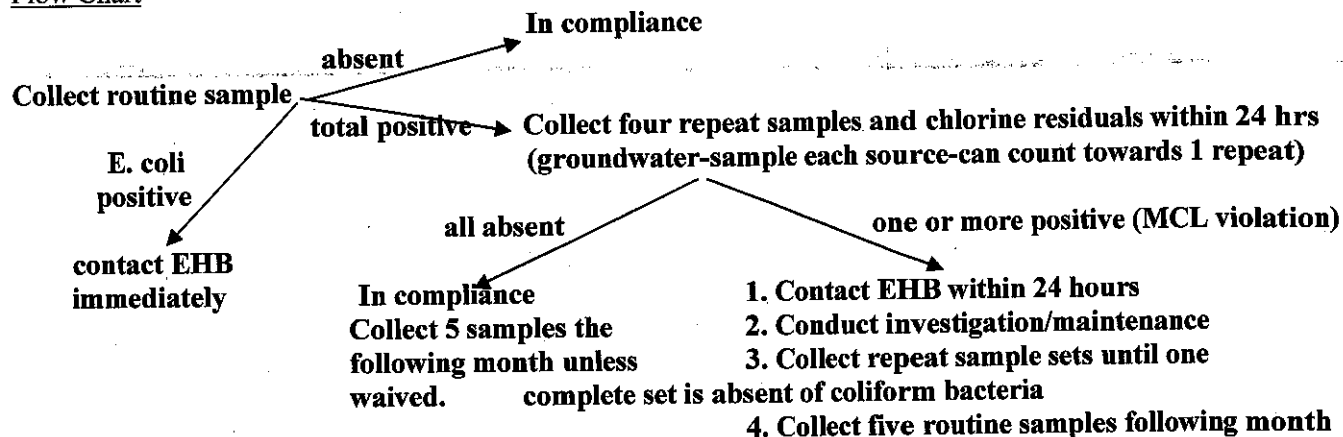 Flow Chart
In compliance
absent
Collect routine sample
total positive
Collect four repeat samples and chlorine residuals within 24 hrs
(groundwater-sample each source-can count towards 1 repeat)
E. coli
positive
contact EHB
immediately
all absent
In compliance
Collect 5 samples the
following month unless
waived.
one or more positive (MCL violation)
1. Contact EHB within 24 hours
2. Conduct investigation/maintenance
3. Collect repeat sample sets until one
complete set is absent of coliform bacteria
4. Collect five routine samples following month